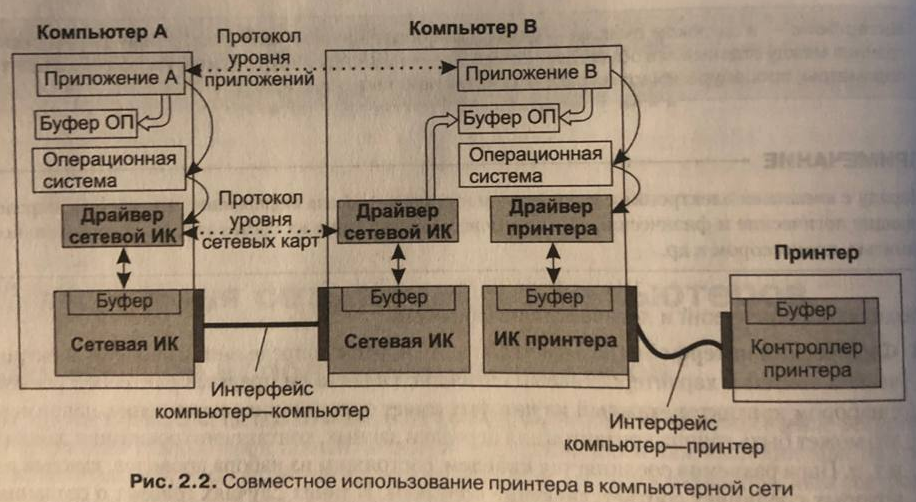 Компьютер А
Приложение А
Буфер ОП
Операционная
система
Драйвер
сетевой ИК
Буфер
Сетевая ИК
Протокол
уровня
приложений
Протокол
уровня
сетевых карт
Интерфейс
компьютер—компьютер
Компьютер В
Приложение В
Буфер ОП
Операционная
система
Драйвер
сетевой ИК
Драйвер
принтера
Буфер
Сетевая ИК
Буфер
ИК принтера
Интерфейс
компьютер—принтер
Принтер
Буфер
Контроллер
принтера
Рис. 2.2. Совместное использование принтера в компьютерной сети